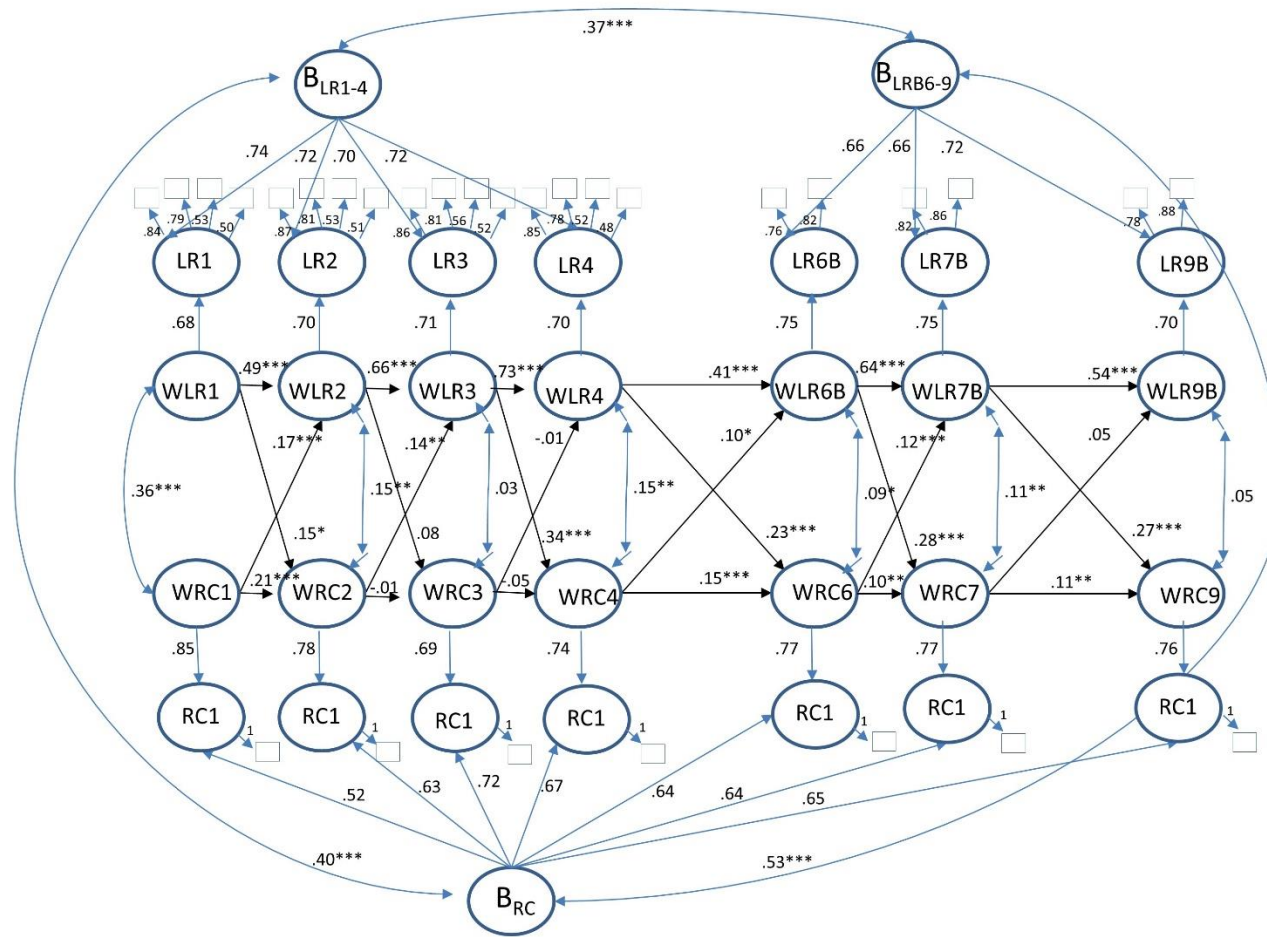 .37***
B LR1-4
B LRB6-9
.74 .72 .70 .72
.66 .66 .72
.84 .79 .53 .50
.87 .81 .53 .51
.86 .81 .56 .52
.85 .78 .52 .48
.76 .82
.82 .86
.78 .88
LR1 LR2 LR3 LR4 LR6B LR7B LR9B
.68 .70 .71 .70 .75 .75 .70
.49*** .66*** .73*** .41*** .64*** .54***
WLR1 WLR2 WLR3 WLR4 WLR6B WLR7B WLR9B
.17*** .14** -.01 .10* .12*** .05
.36*** .15** .03 .15** .09* .11** .05
.15* .08 .34*** .23*** .28*** .27***
.21*** -.01 -.05 .15*** .10** .11**
WRC1 WRC2 WRC3 WRC4 WRC6 WRC7 WRC9
.85 .78 .69 .74 .77 .77 .76
RC1 RC1 RC1 RC1 RC1 RC1 RC1
1 1 1 1 1 1 1
.52 .63 .72 .67 .64 .64 .65
.40*** .53***
B RC